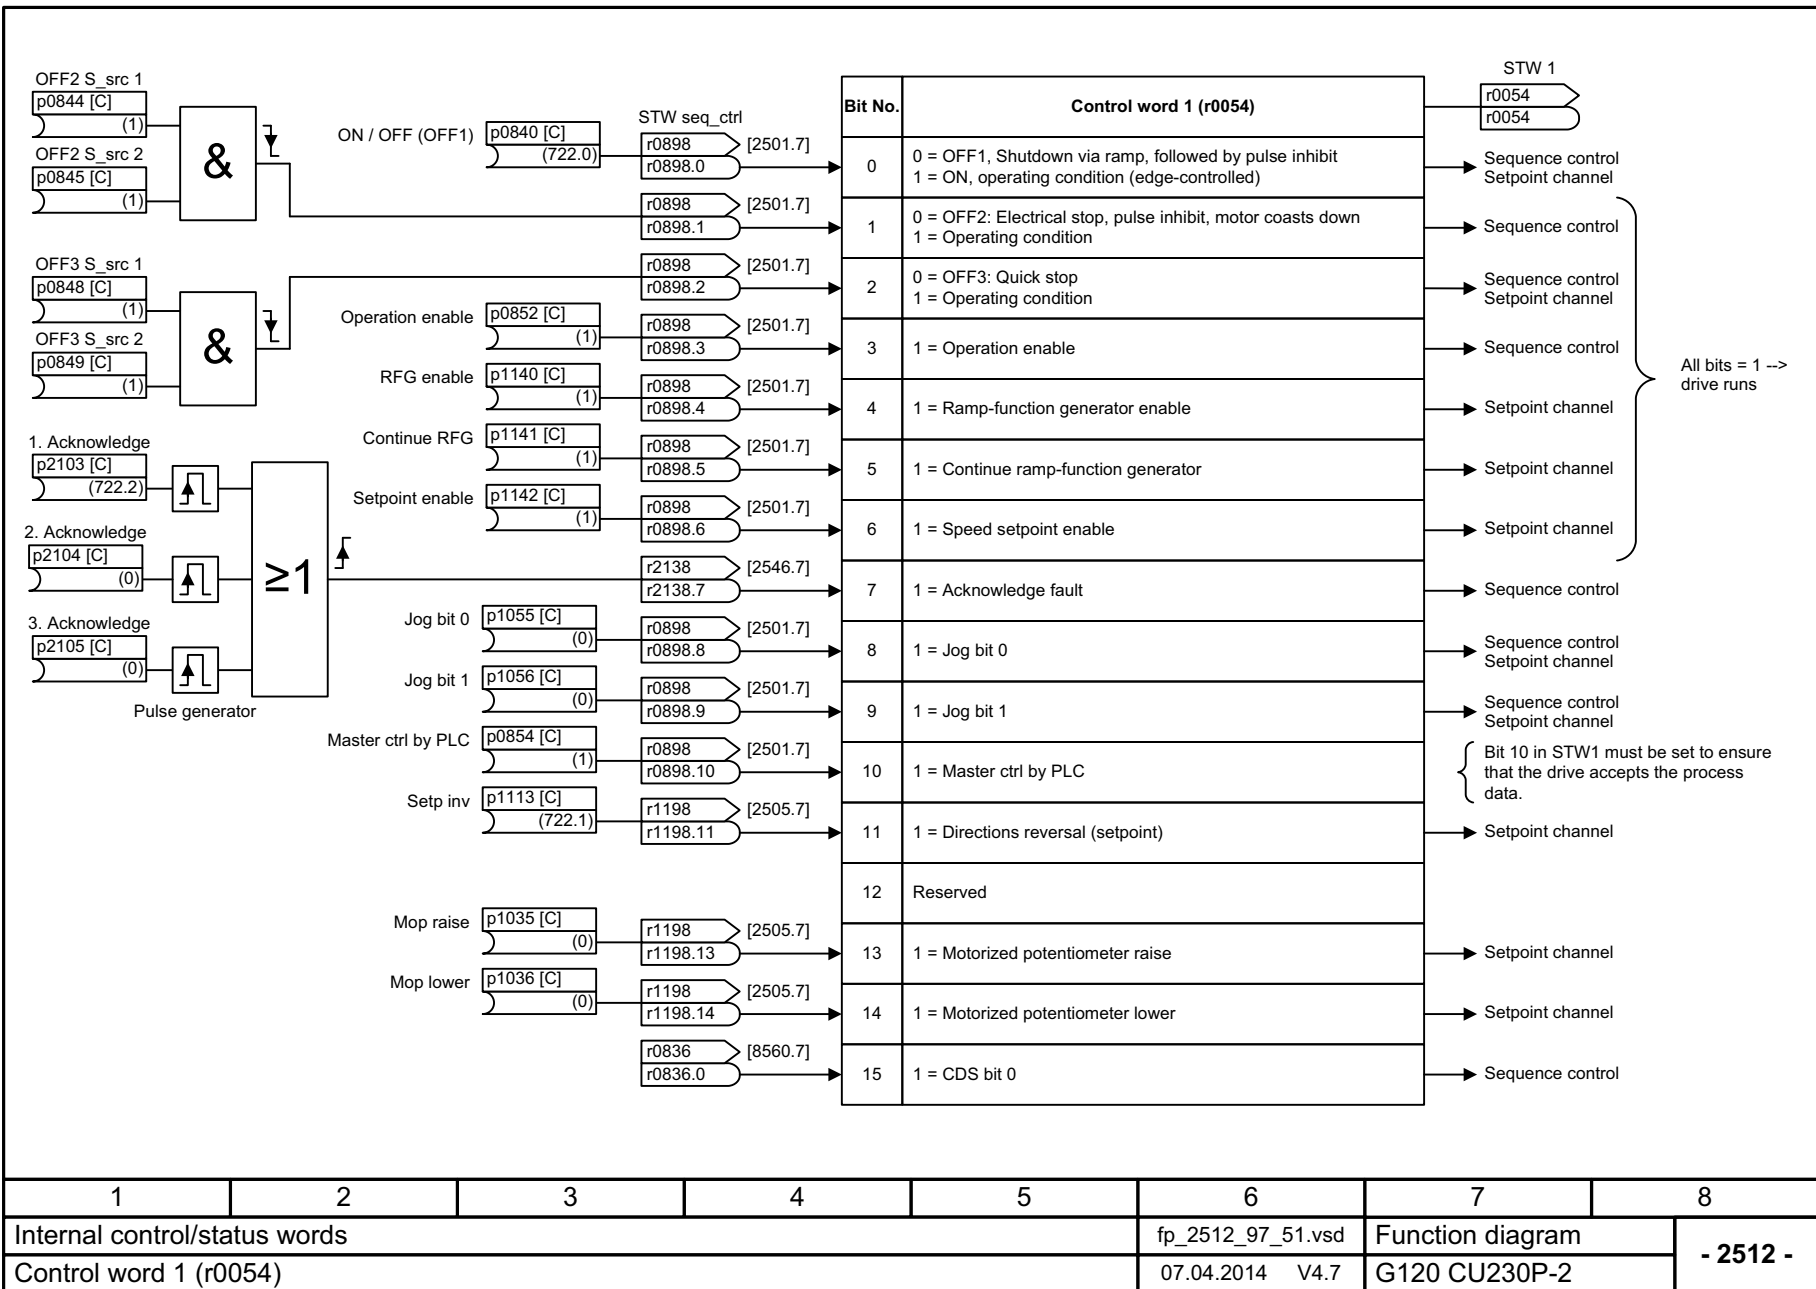 OFF2 S_src 1
p0844 [C]
(1)
OFF2 S_src 2
p0845 [C]
(1)
&
OFF3 S_src 1
p0848 [C]
(1)
OFF3 S_src 2
p0849 [C]
(1)
&
1. Acknowledge
p2103 [C]
(722.2)
2. Acknowledge
p2104 [C]
(0)
3. Acknowledge
p2105 [C]
(0)
≥1
Pulse generator
ON / OFF (OFF1)
p0840 [C]
(722.0)
Operation enable
p0852 [C]
(1)
RFG enable
p1140 [C]
(1)
Continue RFG
p1141 [C]
(1)
Setpoint enable
p1142 [C]
(1)
Jog bit 0
p1055 [C]
(0)
Jog bit 1
p1056 [C]
(0)
Master ctrl by PLC
p0854 [C]
(1)
Setp inv
p1113 [C]
(722.1)
Mop raise
p1035 [C]
(0)
Mop lower
p1036 [C]
(0)
STW seq_ctrl
r0898 [2501.7]
r0898.0
r0898 [2501.7]
r0898.1
r0898 [2501.7]
r0898.2
r0898 [2501.7]
r0898.3
r0898 [2501.7]
r0898.4
r0898 [2501.7]
r0898.5
r0898 [2501.7]
r0898.6
r2138 [2546.7]
r2138.7
r0898 [2501.7]
r0898.8
r0898 [2501.7]
r0898.9
r0898 [2501.7]
r0898.10
r1198 [2505.7]
r1198.11
r1198 [2505.7]
r1198.13
r1198 [2505.7]
r1198.14
r0836 [8560.7]
r0836.0
Bit No. Control word 1 (r0054)
0 0 = OFF1, Shutdown via ramp, followed by pulse inhibit
1 = ON, operating condition (edge-controlled)
1 0 = OFF2: Electrical stop, pulse inhibit, motor coasts down
1 = Operating condition
2 0 = OFF3: Quick stop
1 = Operating condition
3 1 = Operation enable
4 1 = Ramp-function generator enable
5 1 = Continue ramp-function generator
6 1 = Speed setpoint enable
7 1 = Acknowledge fault
8 1 = Jog bit 0
9 1 = Jog bit 1
10 1 = Master ctrl by PLC
11 1 = Directions reversal (setpoint)
12 Reserved
13 1 = Motorized potentiometer raise
14 1 = Motorized potentiometer lower
15 1 = CDS bit 0
STW 1
r0054
r0054
Sequence control
Setpoint channel
Sequence control
Sequence control
Setpoint channel
Sequence control
Setpoint channel
Setpoint channel
Setpoint channel
Sequence control
Sequence control
Setpoint channel
Sequence control
Setpoint channel
Bit 10 in STW1 must be set to ensure
that the drive accepts the process
data.
Setpoint channel
Setpoint channel
Setpoint channel
Sequence control
All bits = 1 -->
drive runs
1 2 3 4 5 6 7 8
Internal control/status words fp_2512_97_51.vsd Function diagram
- 2512 -
Control word 1 (r0054) 07.04.2014 V4.7 G120 CU230P-2